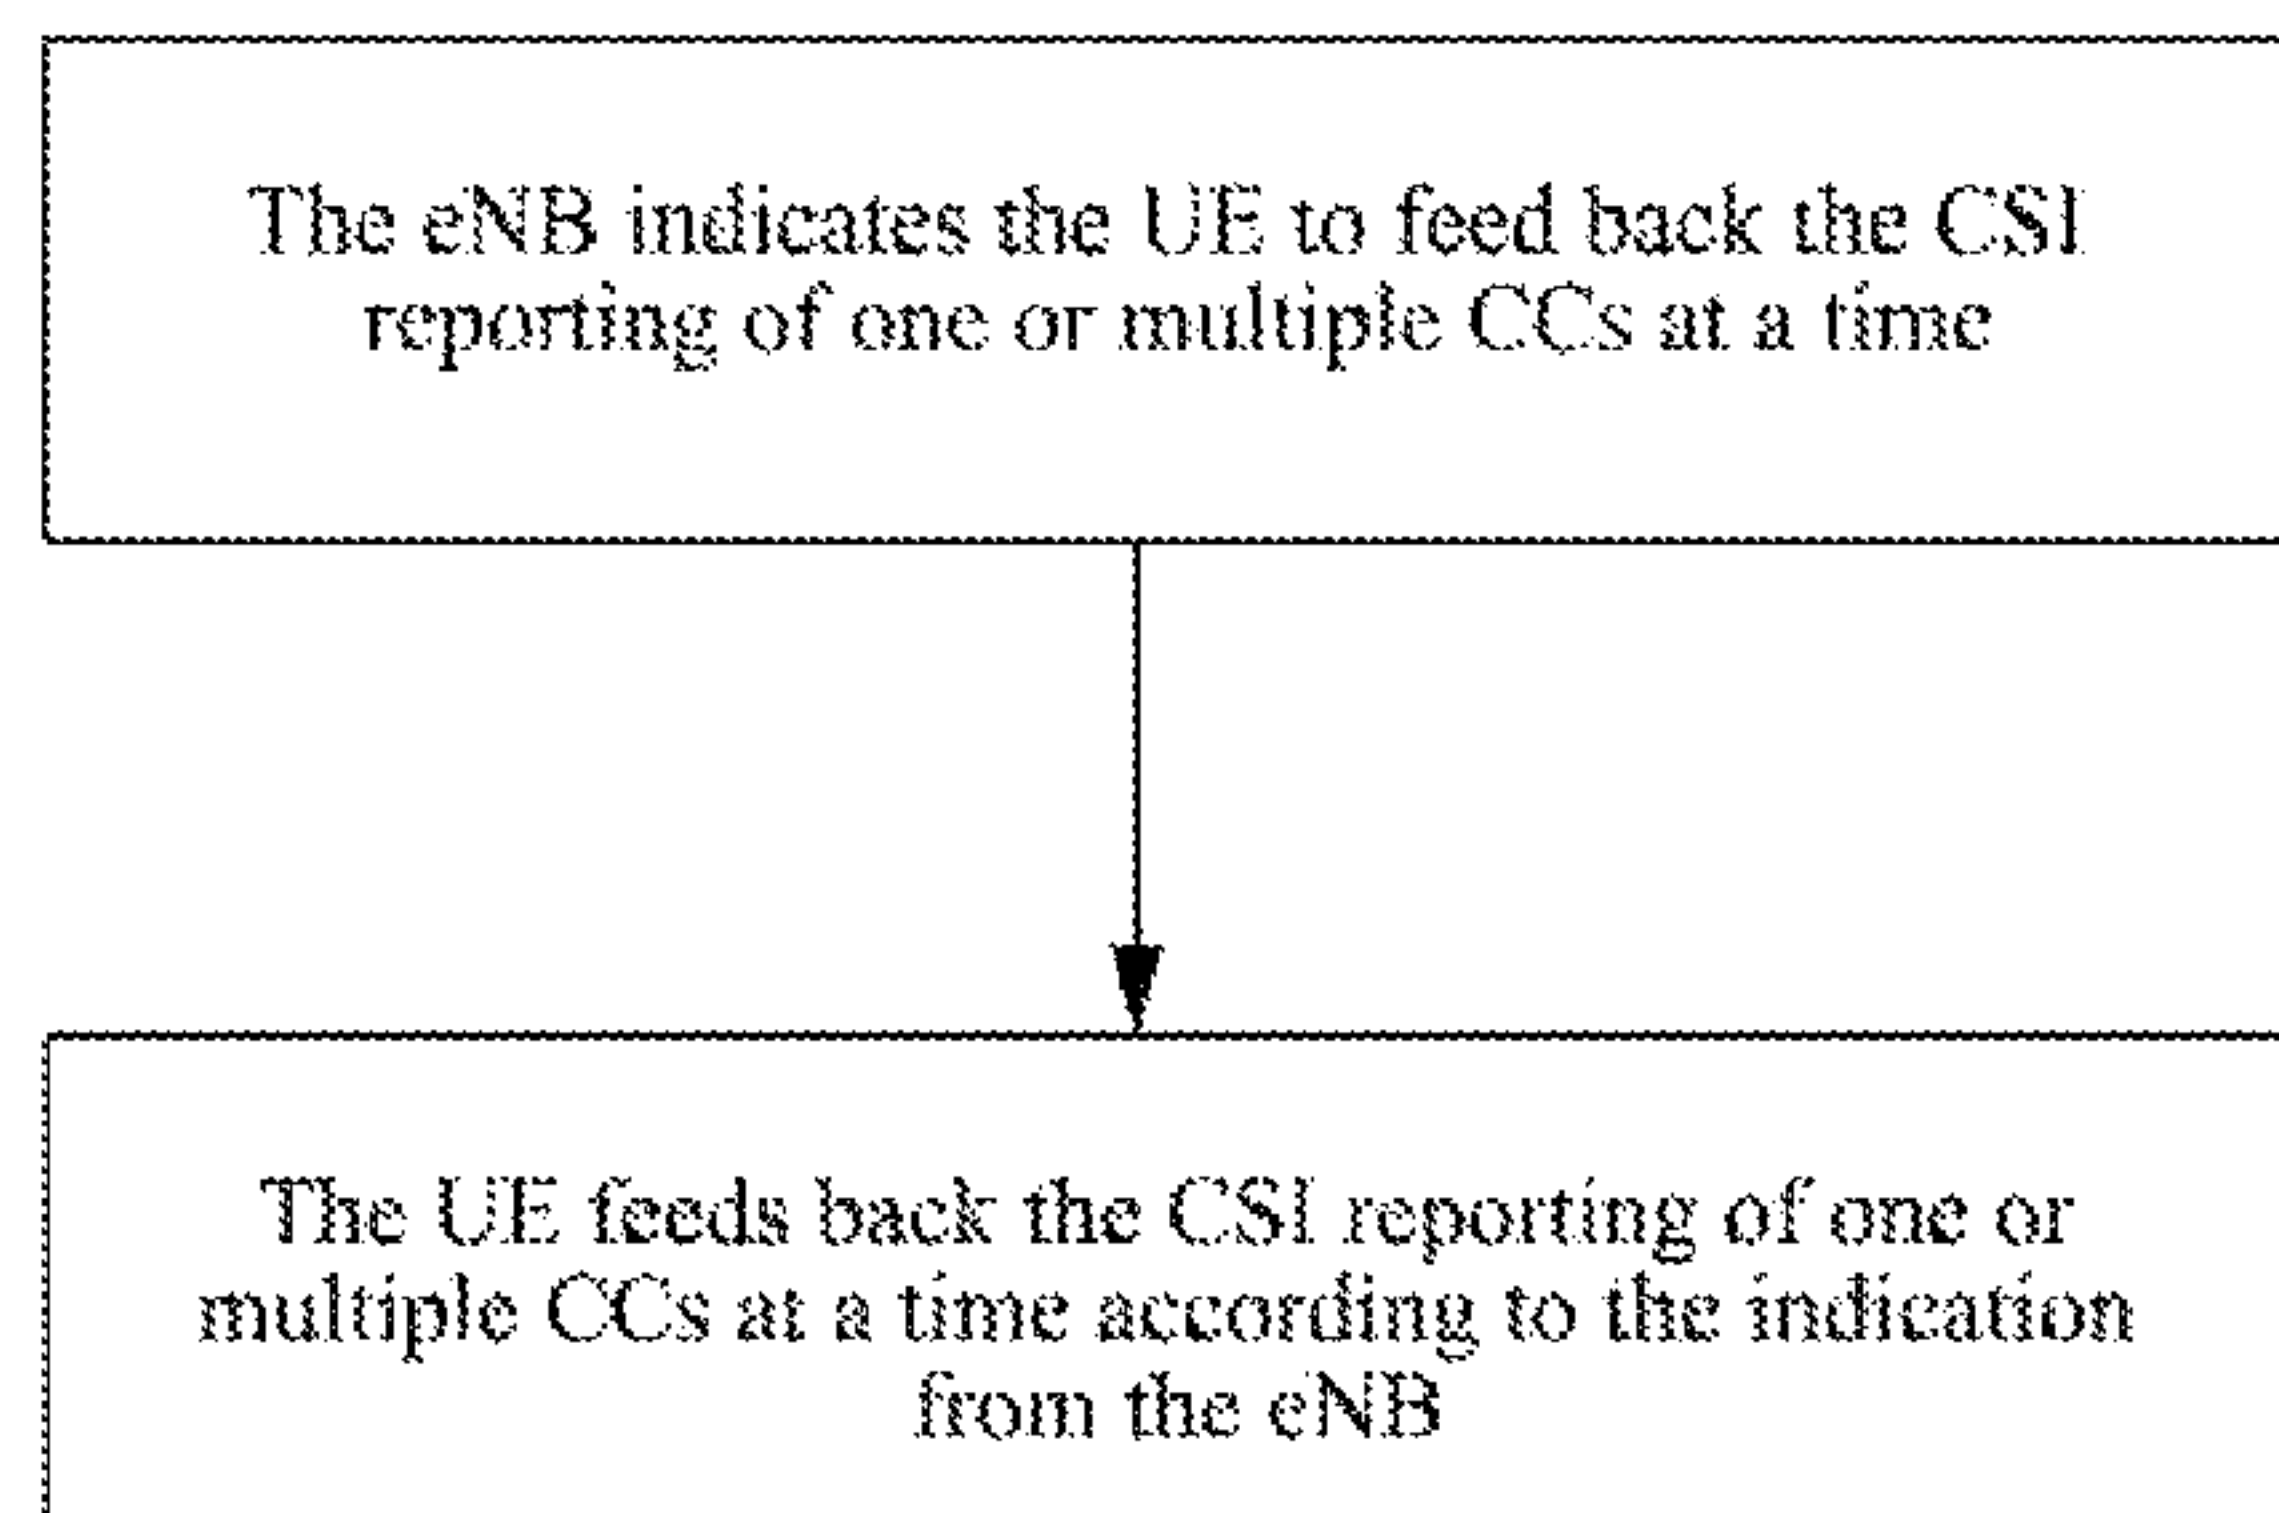 The eNB indicates the UE to feed back the CSI
reporting of one or multiple CCs at a time
The UE feeds back the CSI reporting of one or
multiple CCs at a time according to the indication
from the eNB